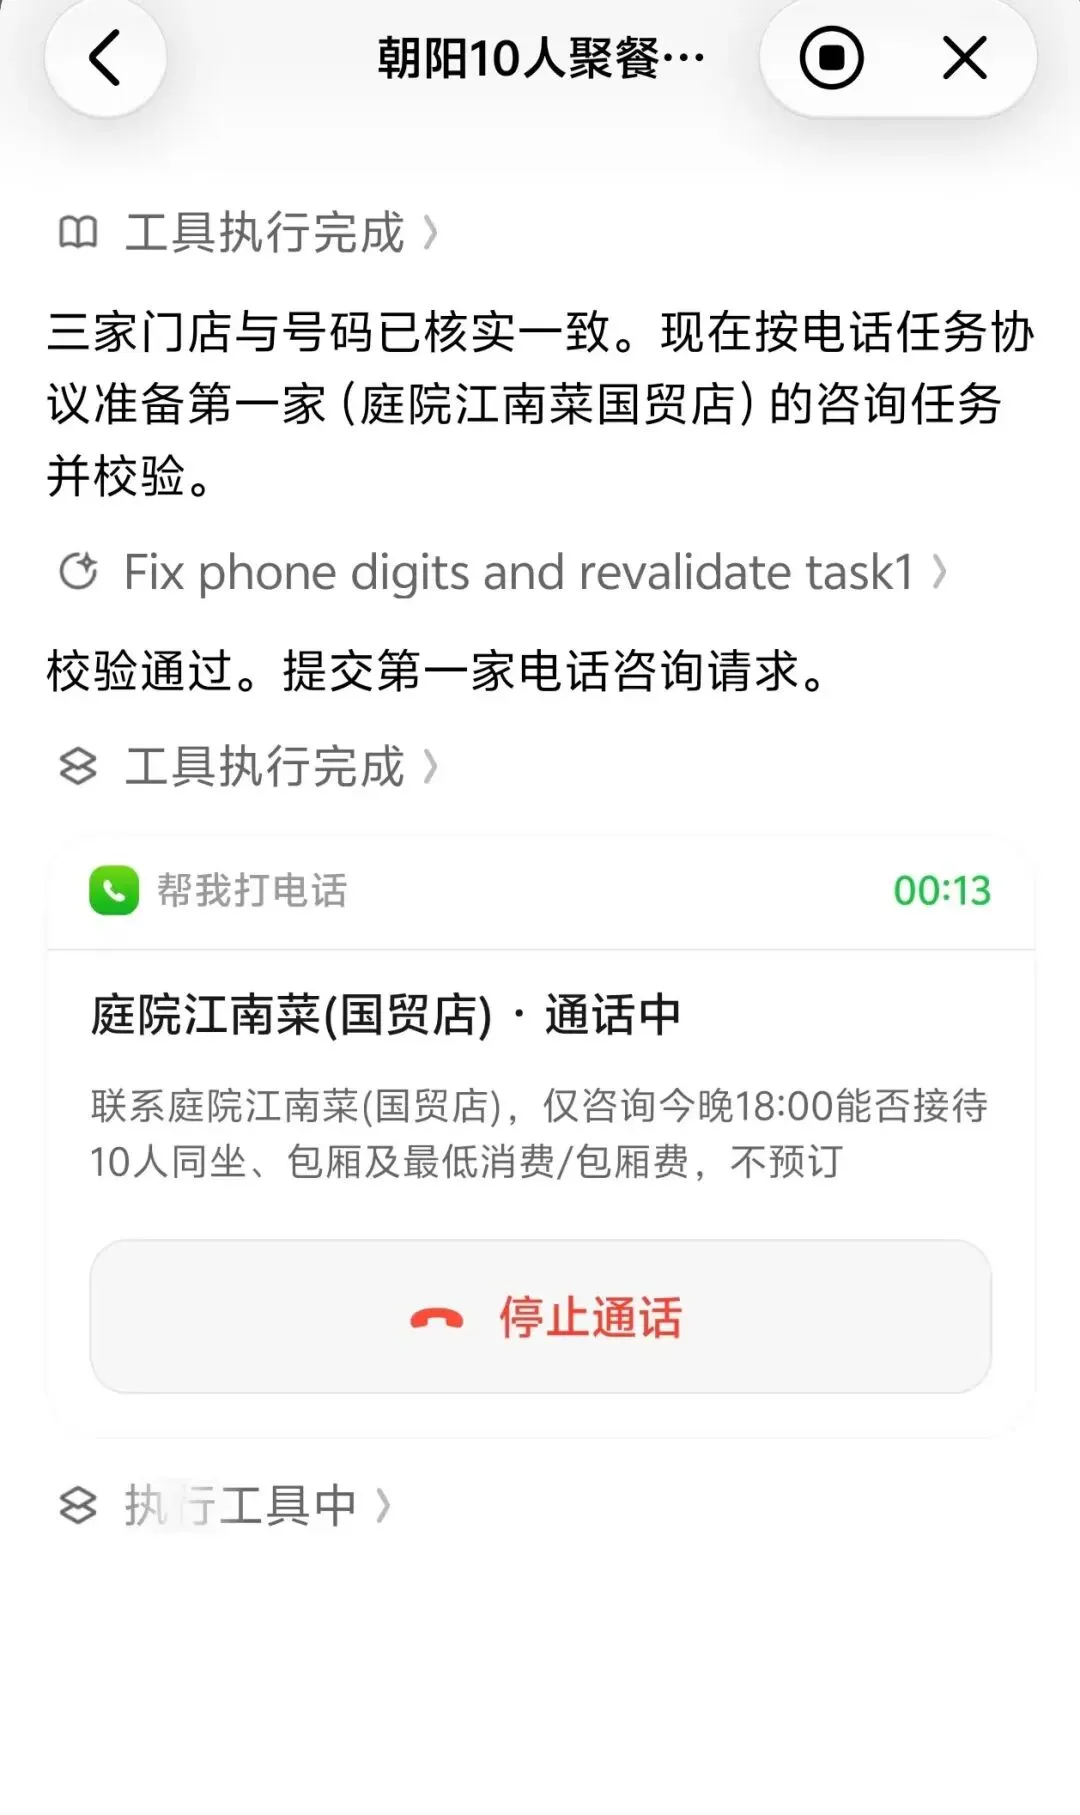 朝阳10人聚餐…
工具执行完成
三家门店与号码已核实一致。现在按电话任务协
议准备第一家（庭院江南菜国贸店）的咨询任务
并校验。
Fix phone digits and revalidate task1
校验通过。提交第一家电话咨询请求。
工具执行完成
帮我打电话
00:13
庭院江南菜(国贸店) · 通话中
联系庭院江南菜(国贸店)，仅咨询今晚18:00能否接待
10人同坐、包厢及最低消费/包厢费，不预订
停止通话
执行工具中